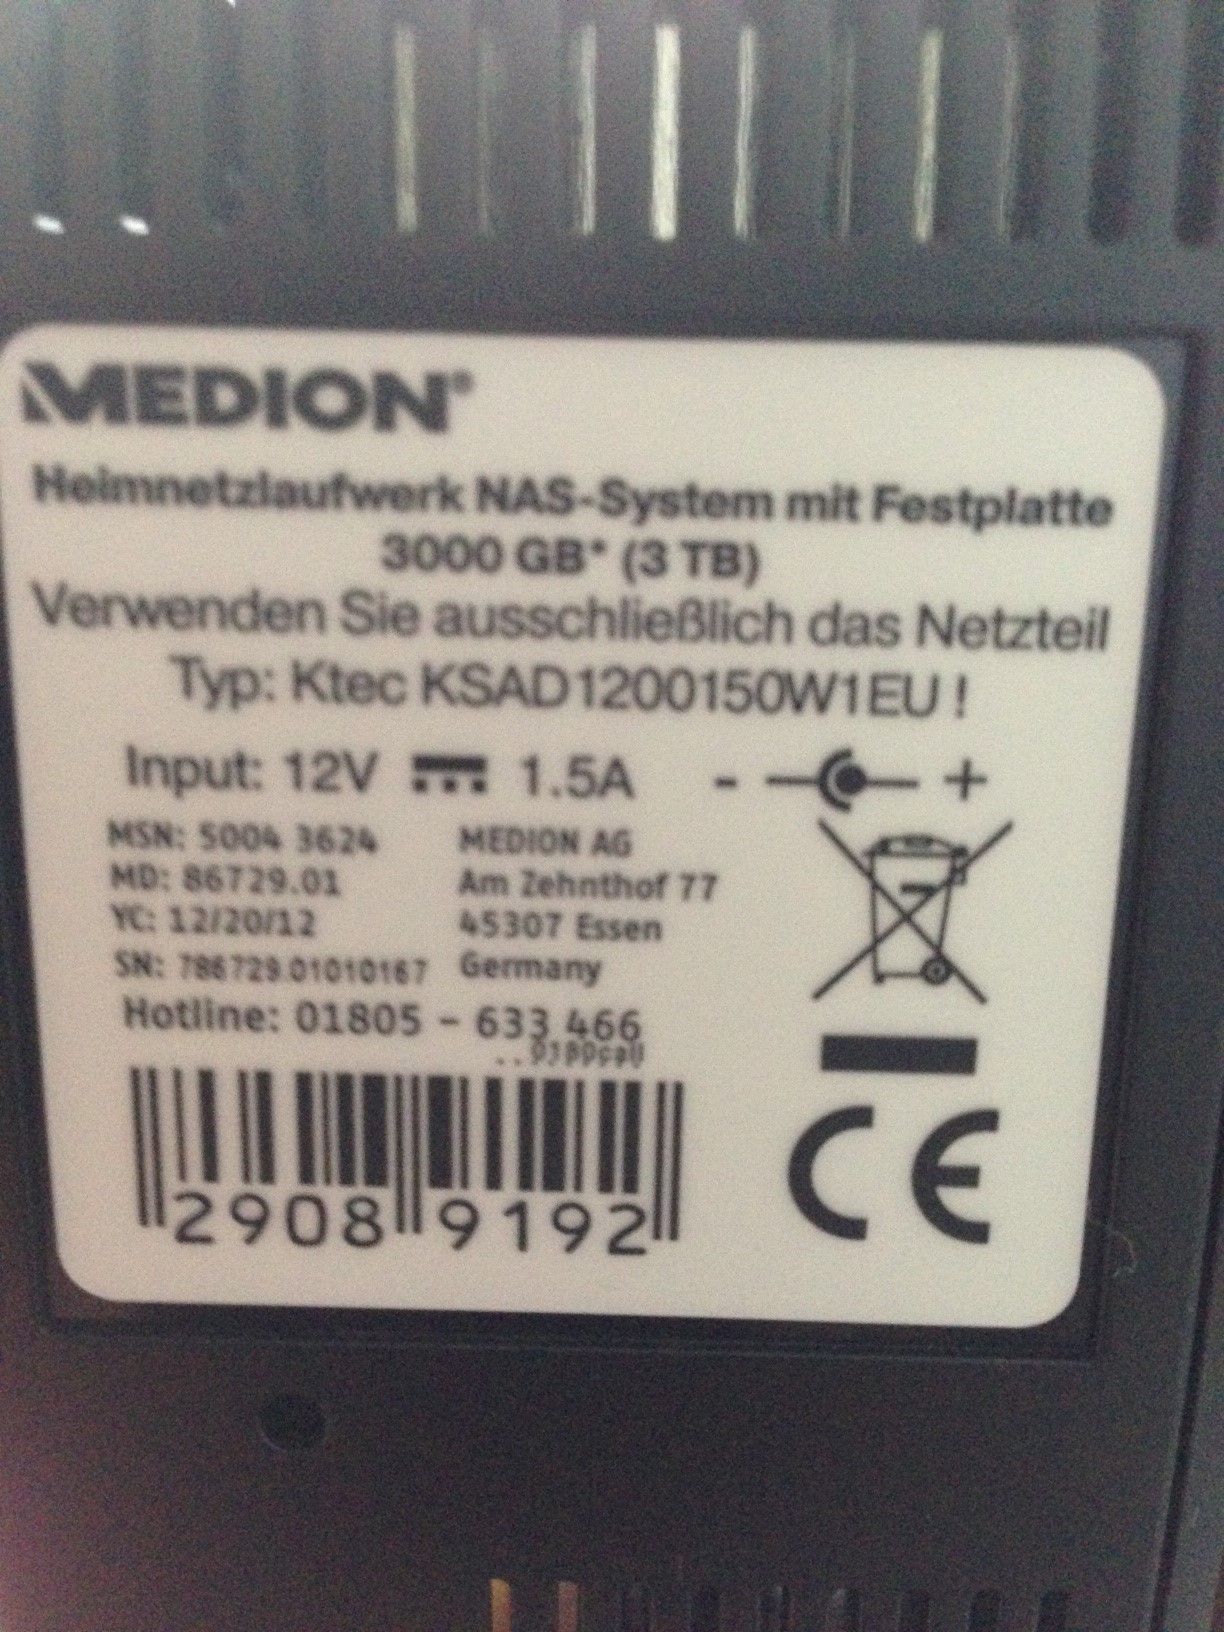 MEDION®
Heimnetzlaufwerk NAS-System mit Festplatte
3000 GB* (3 TB)
Verwenden Sie ausschließlich das Netzteil
Typ: Ktec KSAD1200150W1EU !
Input: 12V 1.5A - +
MSN: 5004 3624
MD: 86729.01
YC: 12/20/12
SN: 786729.01010167
MEDION AG
Am Zehnthof 77
45307 Essen
Germany
Hotline: 01805 - 633 466
2908 9192
CE